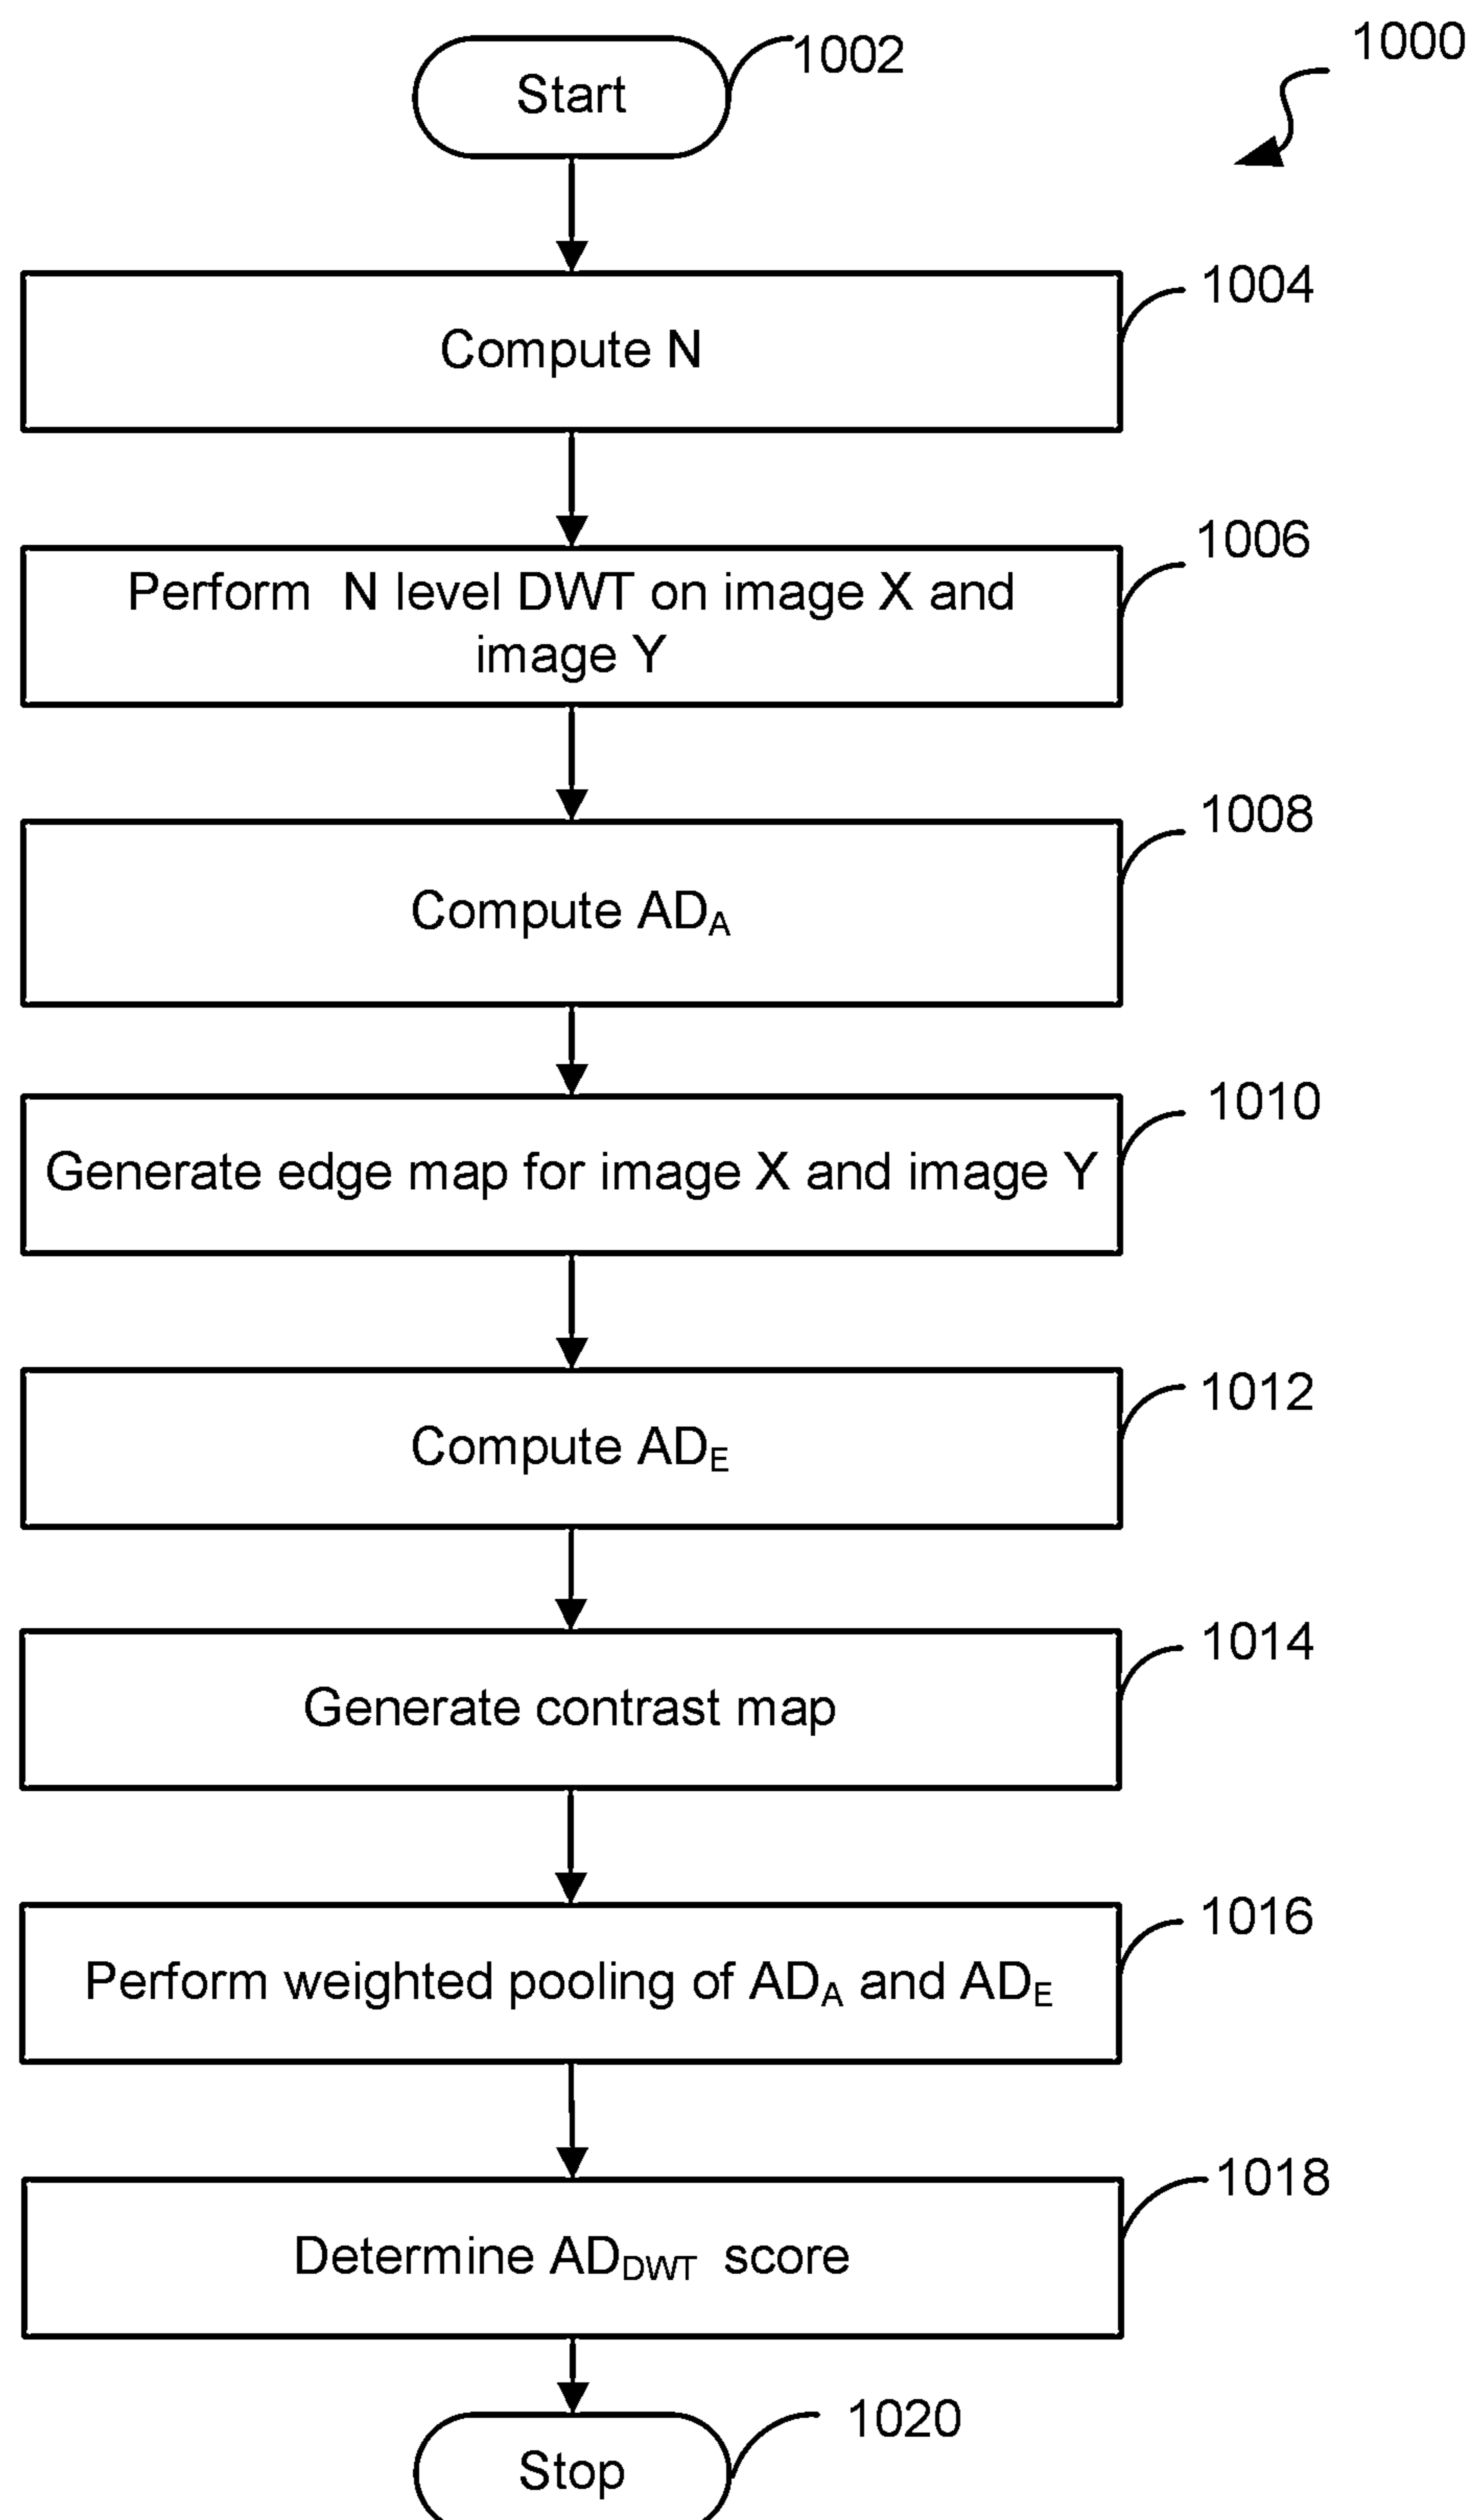 1000
Start
1002
Compute N
1004
Perform N level DWT on image X and
image Y
1006
Compute ADA
1008
Generate edge map for image X and image Y
1010
Compute ADE
1012
Generate contrast map
1014
Perform weighted pooling of ADA and ADE
1016
Determine ADDWT score
1018
Stop
1020